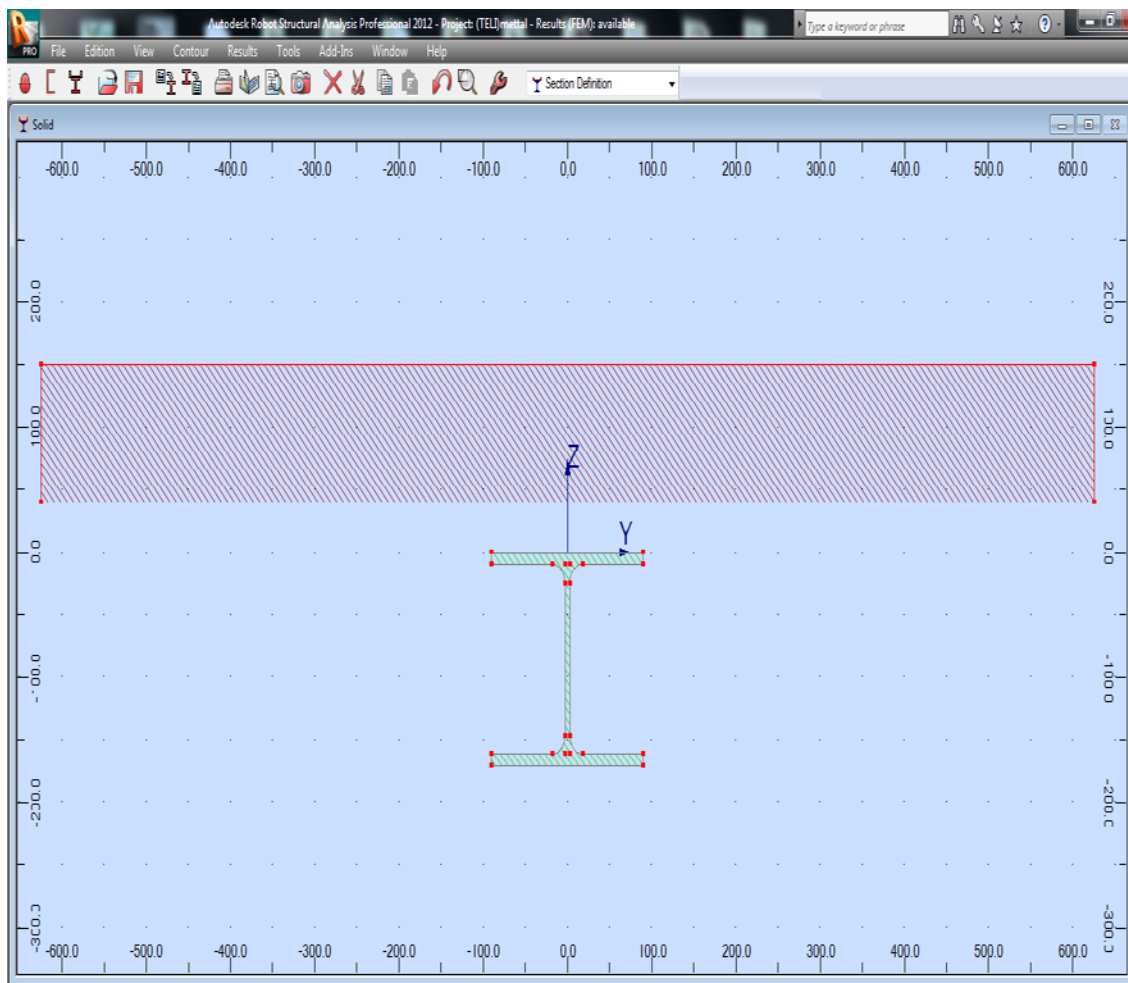 Autodesk Robot Structural Analysis Professional 2012 - Project: (TELI)mettal - Results (FEM): available
Type a keyword or phrase
PRO File Edition View Contour Results Tools Add-Ins Window Help
Section Definition
Solid
-600.0 -500.0 -400.0 -300.0 -200.0 -100.0 0,0 100.0 200.0 300.0 400.0 500.0 600.0
200.0 200.0
100.0 100.0
Z
Y
0.0 0.0
-100.0 -100.0
-200.0 -200.0
-300.0 -300.0
-600.0 -500.0 -400.0 -300.0 -200.0 -100.0 0,0 100.0 200.0 300.0 400.0 500.0 600.0